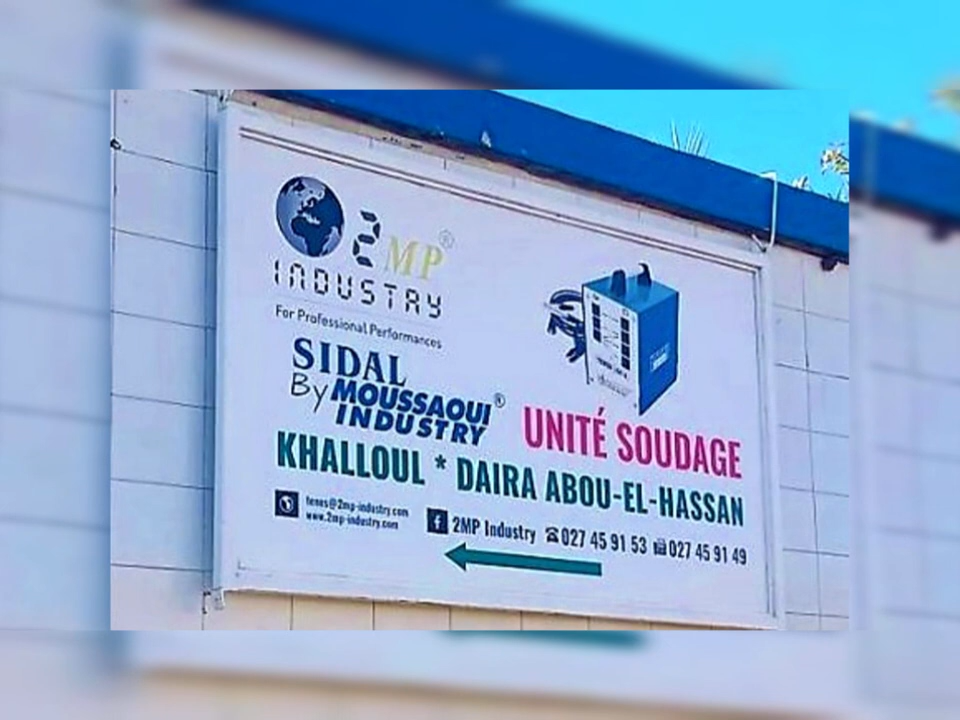 2MP®
INDUSTRY
For Professional Performances
SIDAL
By MOUSSAOUI®
INDUSTRY
UNITÉ SOUDAGE
KHALLOUL * DAIRA ABOU-EL-HASSAN
tenes@2mp-industry.com
www.2mp-industry.com
2MP Industry 027 45 91 53 027 45 91 49